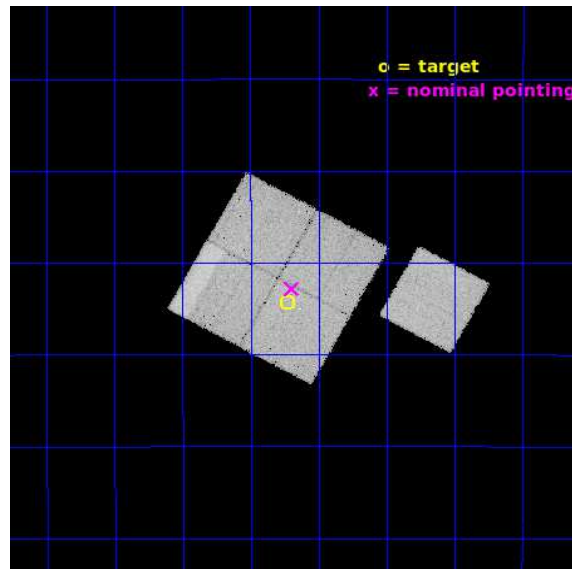 o = target
x = nominal pointing